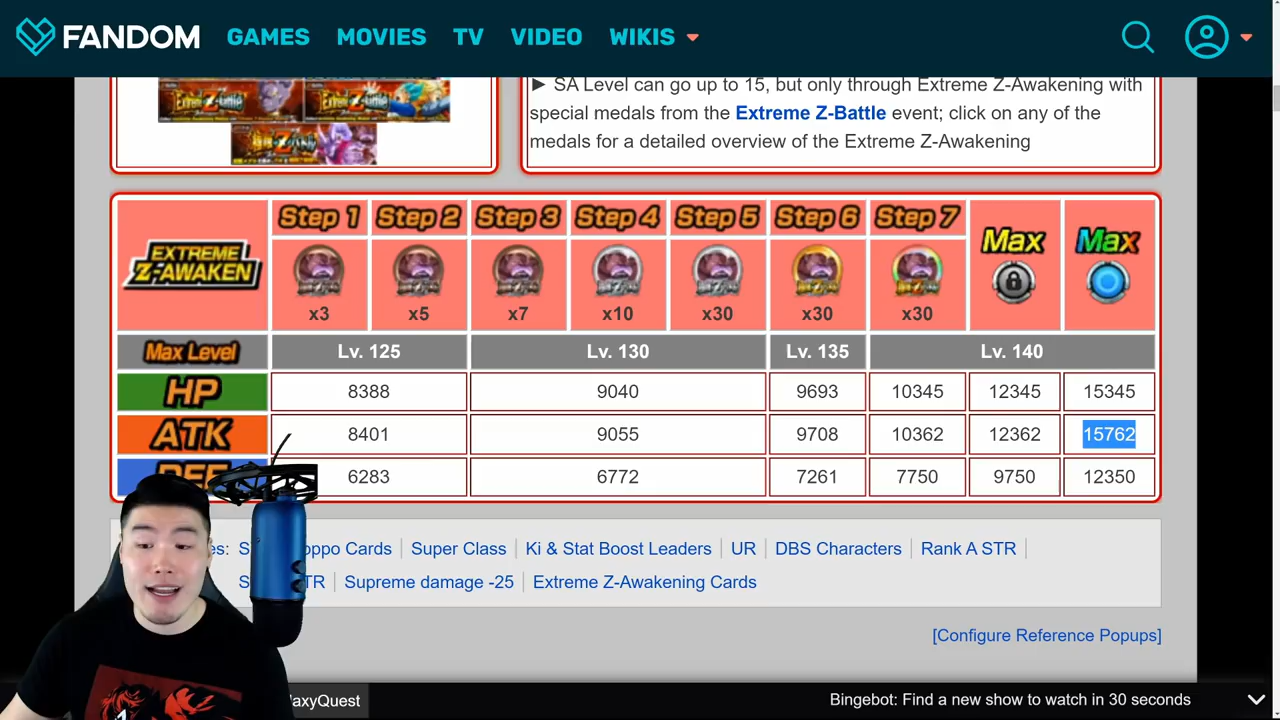 FANDOM GAMES MOVIES TV VIDEO WIKIS
► SA Level can go up to 15, but only through Extreme Z-Awakening with
special medals from the Extreme Z-Battle event; click on any of the
medals for a detailed overview of the Extreme Z-Awakening
EXTREME
Z-AWAKEN
Step 1 Step 2 Step 3 Step 4 Step 5 Step 6 Step 7 Max Max
x3 x5 x7 x10 x30 x30 x30
Max Level Lv. 125 Lv. 130 Lv. 135 Lv. 140
HP 8388 9040 9693 10345 12345 15345
ATK 8401 9055 9708 10362 12362 15762
DEF 6283 6772 7261 7750 9750 12350
es: S oppo Cards Super Class Ki & Stat Boost Leaders UR DBS Characters Rank A STR
S TR Supreme damage -25 Extreme Z-Awakening Cards
[Configure Reference Popups]
laxyQuest
Bingebot: Find a new show to watch in 30 seconds